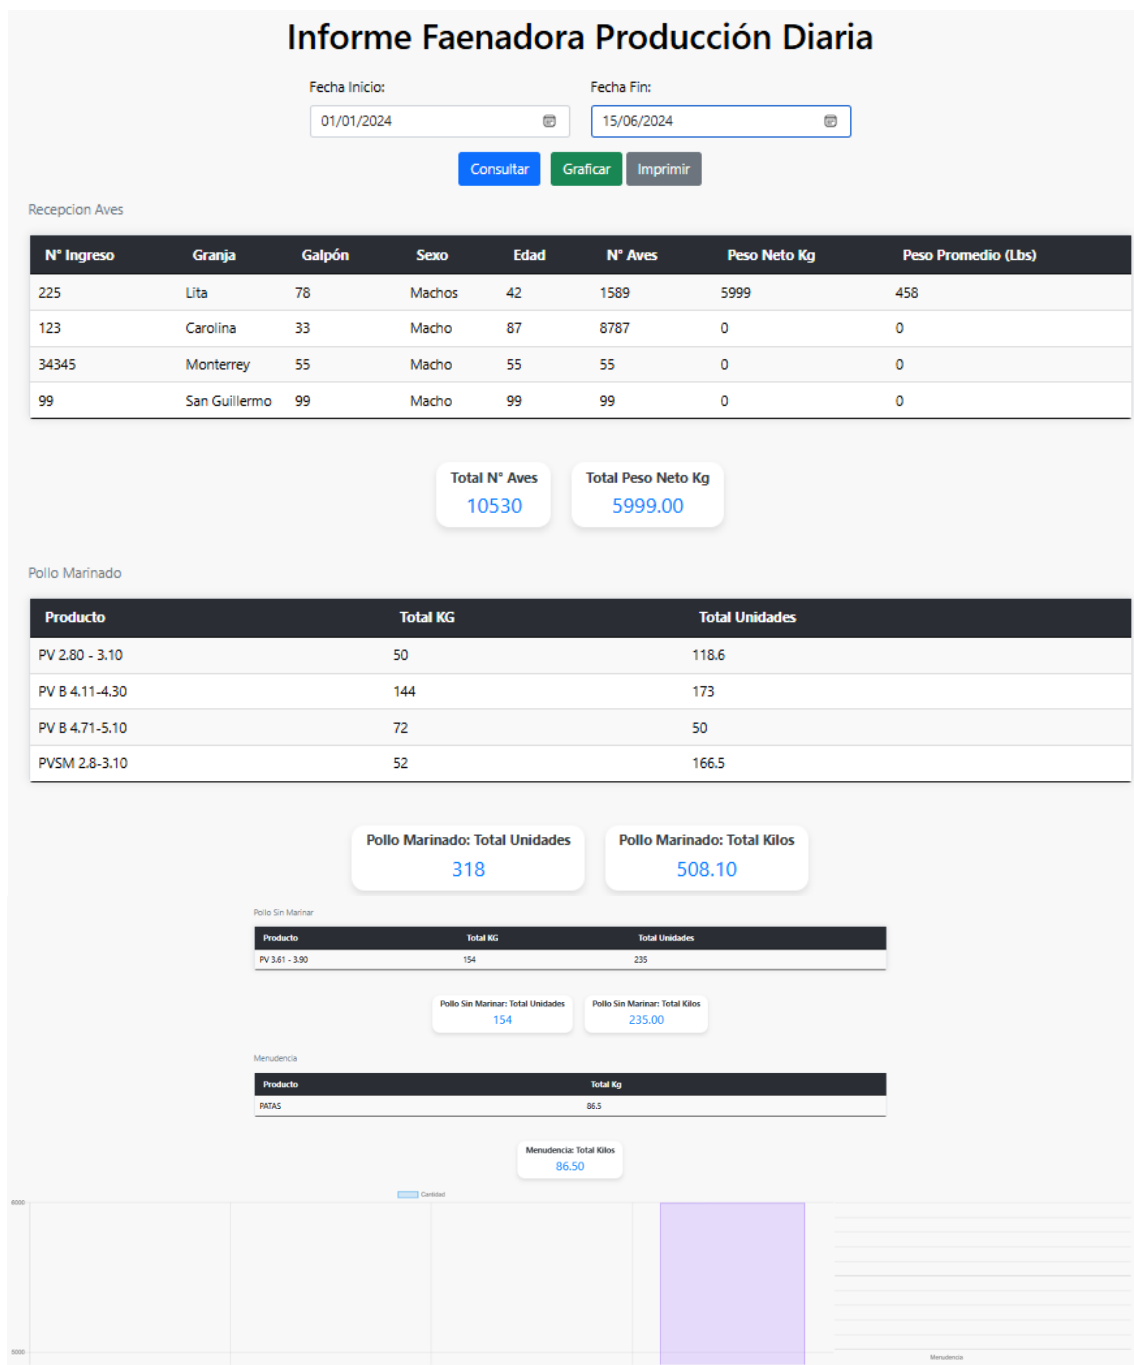 Informe Faenadora Producción Diaria
Fecha Inicio: Fecha Fin:
01/01/2024 15/06/2024
Consultar Graficar Imprimir
Recepcion Aves
N° Ingreso Granja Galpón Sexo Edad N° Aves Peso Neto Kg Peso Promedio (Lbs)
225 Lita 78 Machos 42 1589 5999 458
123 Carolina 33 Macho 87 8787 0 0
34345 Monterrey 55 Macho 55 55 0 0
99 San Guillermo 99 Macho 99 99 0 0
Total N° Aves Total Peso Neto Kg
10530 5999.00
Pollo Marinado
Producto Total KG Total Unidades
PV 2.80 - 3.10 50 118.6
PV B 4.11-4.30 144 173
PV B 4.71-5.10 72 50
PVSM 2.8-3.10 52 166.5
Pollo Marinado: Total Unidades Pollo Marinado: Total Kilos
318 508.10
Pollo Sin Marinar
Producto Total KG Total Unidades
PV 3.61 - 3.90 154 235
Pollo Sin Marinar: Total Unidades Pollo Sin Marinar: Total Kilos
154 235.00
Menudencia
Producto Total Kg
PATAS 86.5
Menudencia: Total Kilos
86.50
Cantidad
6000
5000
Menudencia